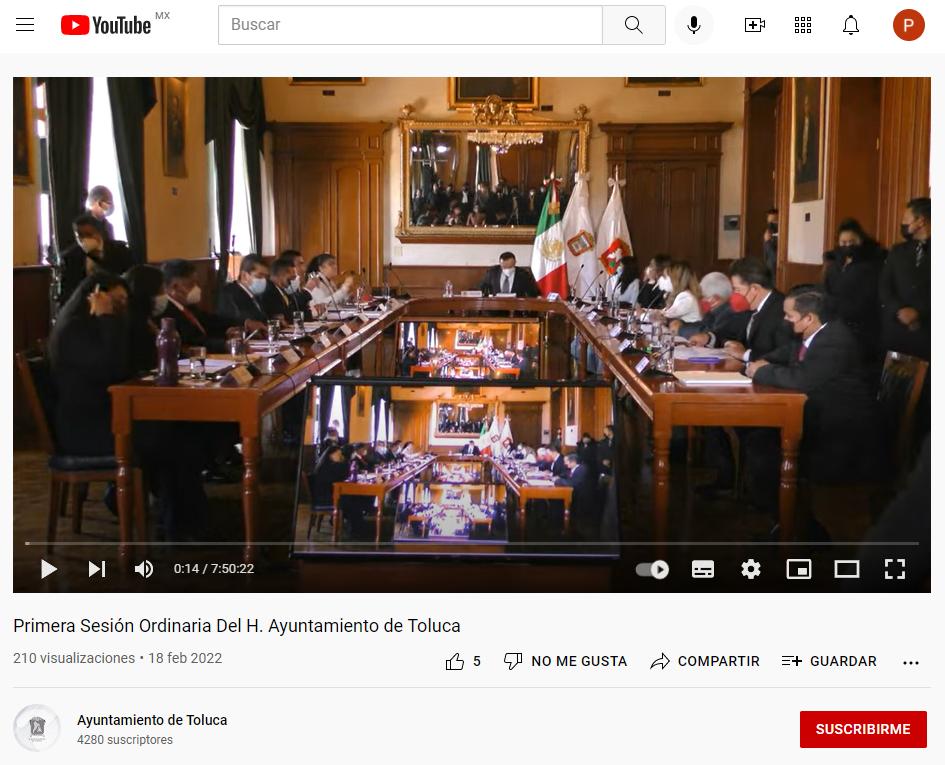 YouTube MX
Buscar
P
0:14 / 7:50:22
Primera Sesión Ordinaria Del H. Ayuntamiento de Toluca
210 visualizaciones • 18 feb 2022
5 NO ME GUSTA COMPARTIR GUARDAR
Ayuntamiento de Toluca
4280 suscriptores
SUSCRIBIRME